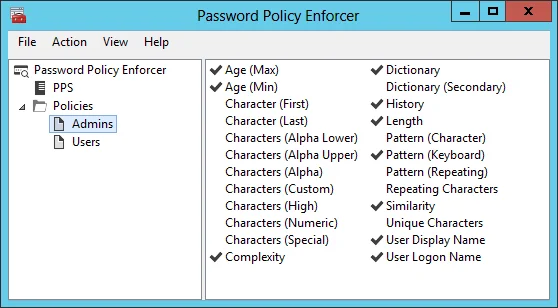 Password Policy Enforcer
File Action View Help
Password Policy Enforcer
PPS
Policies
Admins
Users
Age (Max)
Age (Min)
Character (First)
Character (Last)
Characters (Alpha Lower)
Characters (Alpha Upper)
Characters (Alpha)
Characters (Custom)
Characters (High)
Characters (Numeric)
Characters (Special)
Complexity
Dictionary
Dictionary (Secondary)
History
Length
Pattern (Character)
Pattern (Keyboard)
Pattern (Repeating)
Repeating Characters
Similarity
Unique Characters
User Display Name
User Logon Name